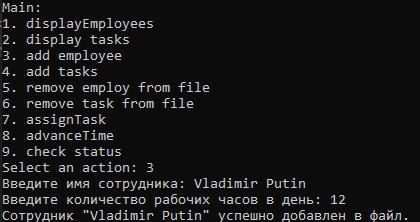 Main:
1. displayEmployees
2. display tasks
3. add employee
4. add tasks
5. remove employ from file
6. remove task from file
7. assignTask
8. advanceTime
9. check status
Select an action: 3
Введите имя сотрудника: Vladimir Putin
Введите количество рабочих часов в день: 12
Сотрудник "Vladimir Putin" успешно добавлен в файл.